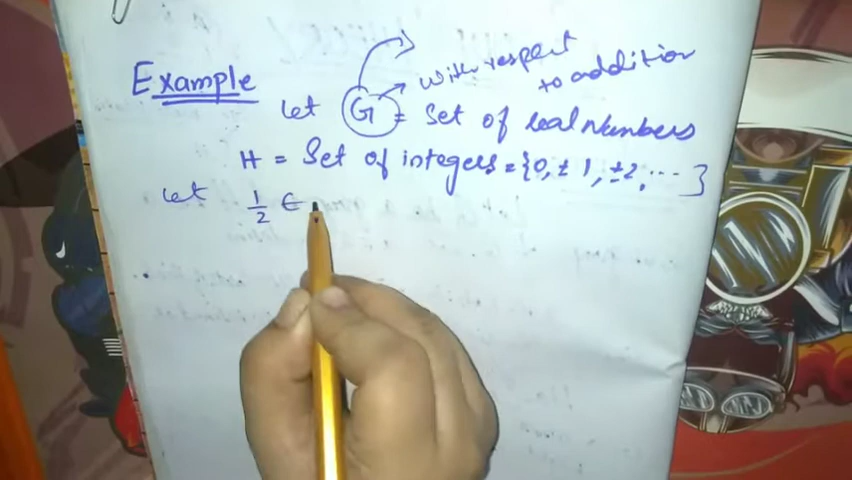 Example
with respect
to addition
Let G = Set of real numbers
H = Set of integers = {0, ± 1, ±2, ....}
Let 1/2 ∈